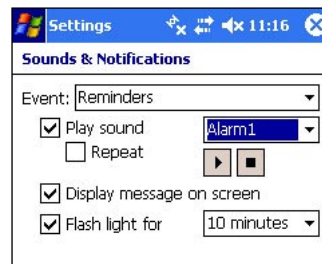 Settings 11:16
Sounds & Notifications
Event: Reminders
Play sound Alarm1
Repeat
Display message on screen
Flash light for 10 minutes